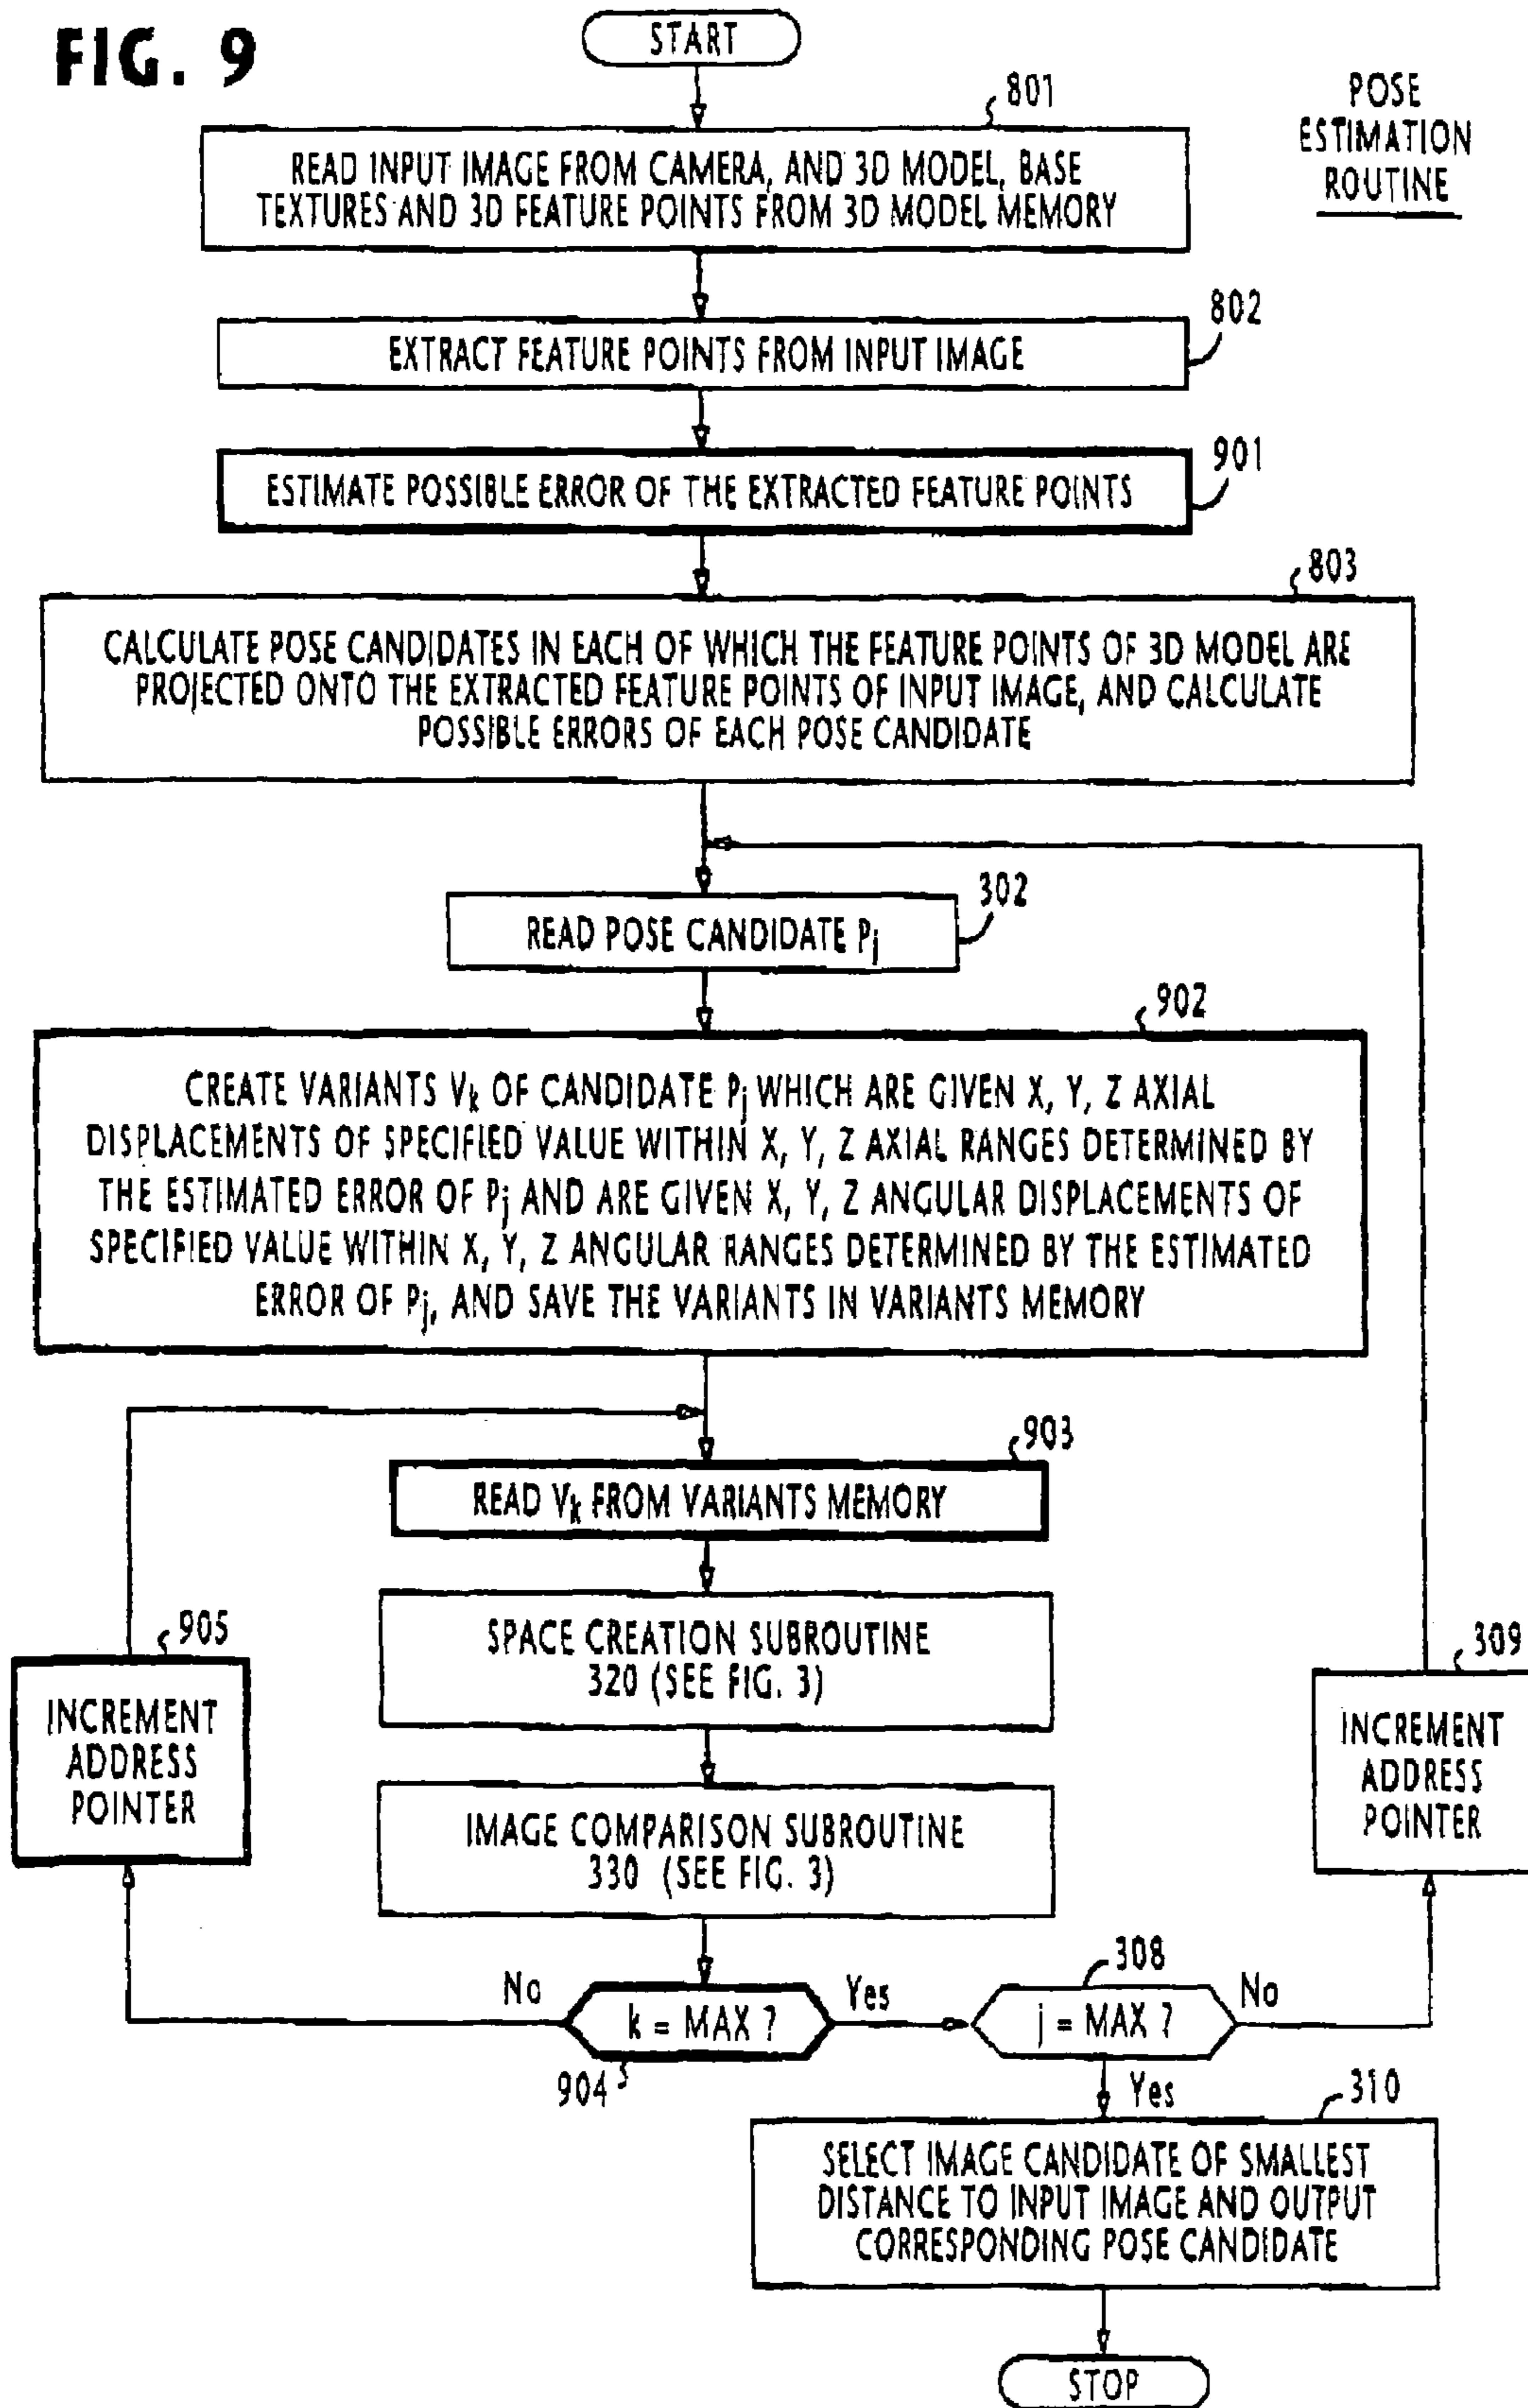 FIG. 9
START
POSE
ESTIMATION
ROUTINE
801
READ INPUT IMAGE FROM CAMERA, AND 3D MODEL, BASE
TEXTURES AND 3D FEATURE POINTS FROM 3D MODEL MEMORY
802
EXTRACT FEATURE POINTS FROM INPUT IMAGE
901
ESTIMATE POSSIBLE ERROR OF THE EXTRACTED FEATURE POINTS
803
CALCULATE POSE CANDIDATES IN EACH OF WHICH THE FEATURE POINTS OF 3D MODEL ARE
PROJECTED ONTO THE EXTRACTED FEATURE POINTS OF INPUT IMAGE, AND CALCULATE
POSSIBLE ERRORS OF EACH POSE CANDIDATE
302
READ POSE CANDIDATE Pj
902
CREATE VARIANTS Vk OF CANDIDATE Pj WHICH ARE GIVEN X, Y, Z AXIAL
DISPLACEMENTS OF SPECIFIED VALUE WITHIN X, Y, Z AXIAL RANGES DETERMINED BY
THE ESTIMATED ERROR OF Pj AND ARE GIVEN X, Y, Z ANGULAR DISPLACEMENTS OF
SPECIFIED VALUE WITHIN X, Y, Z ANGULAR RANGES DETERMINED BY THE ESTIMATED
ERROR OF Pj, AND SAVE THE VARIANTS IN VARIANTS MEMORY
903
READ Vk FROM VARIANTS MEMORY
SPACE CREATION SUBROUTINE
320 (SEE FIG. 3)
905
INCREMENT
ADDRESS
POINTER
309
INCREMENT
ADDRESS
POINTER
IMAGE COMPARISON SUBROUTINE
330 (SEE FIG. 3)
No
k = MAX ?
Yes
904
308
j = MAX ?
No
Yes
310
SELECT IMAGE CANDIDATE OF SMALLEST
DISTANCE TO INPUT IMAGE AND OUTPUT
CORRESPONDING POSE CANDIDATE
STOP